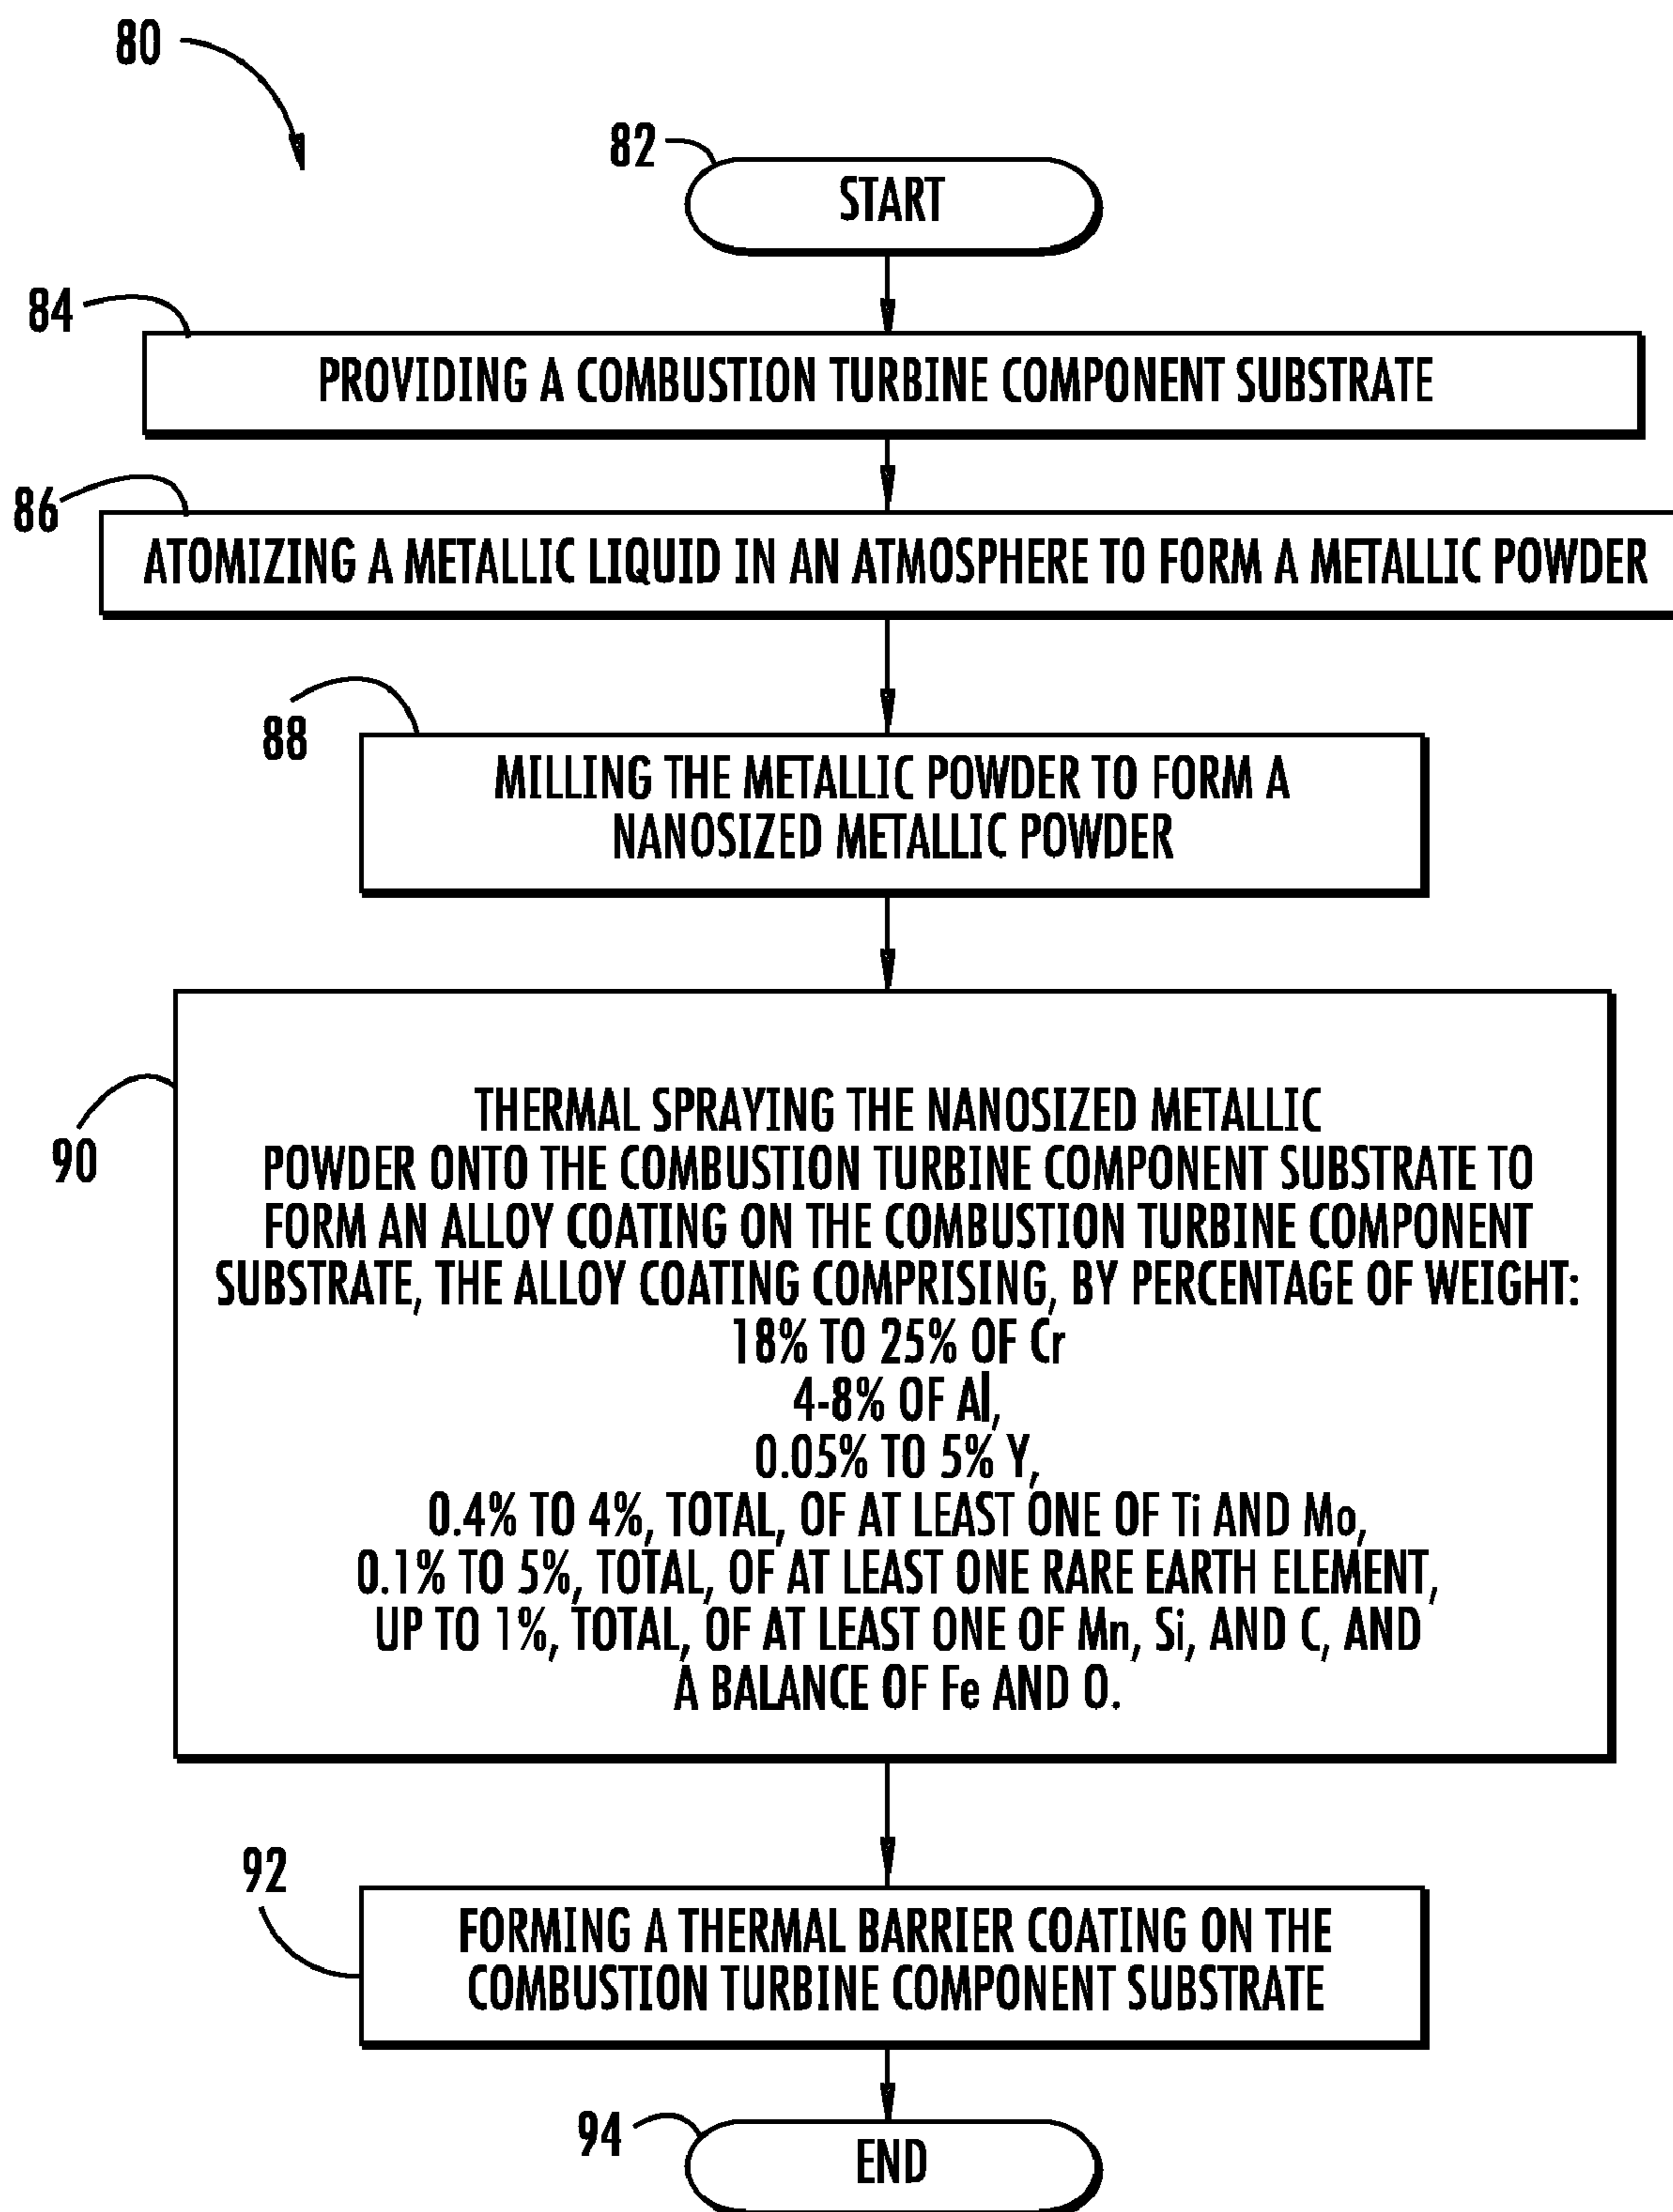 80
82
START
84
PROVIDING A COMBUSTION TURBINE COMPONENT SUBSTRATE
86
ATOMIZING A METALLIC LIQUID IN AN ATMOSPHERE TO FORM A METALLIC POWDER
88
MILLING THE METALLIC POWDER TO FORM A
NANOSIZED METALLIC POWDER
90
THERMAL SPRAYING THE NANOSIZED METALLIC
POWDER ONTO THE COMBUSTION TURBINE COMPONENT SUBSTRATE TO
FORM AN ALLOY COATING ON THE COMBUSTION TURBINE COMPONENT
SUBSTRATE, THE ALLOY COATING COMPRISING, BY PERCENTAGE OF WEIGHT:
18% TO 25% OF Cr
4-8% OF Al,
0.05% TO 5% Y,
0.4% TO 4%, TOTAL, OF AT LEAST ONE OF Ti AND Mo,
0.1% TO 5%, TOTAL, OF AT LEAST ONE RARE EARTH ELEMENT,
UP TO 1%, TOTAL, OF AT LEAST ONE OF Mn, Si, AND C, AND
A BALANCE OF Fe AND O.
92
FORMING A THERMAL BARRIER COATING ON THE
COMBUSTION TURBINE COMPONENT SUBSTRATE
94
END